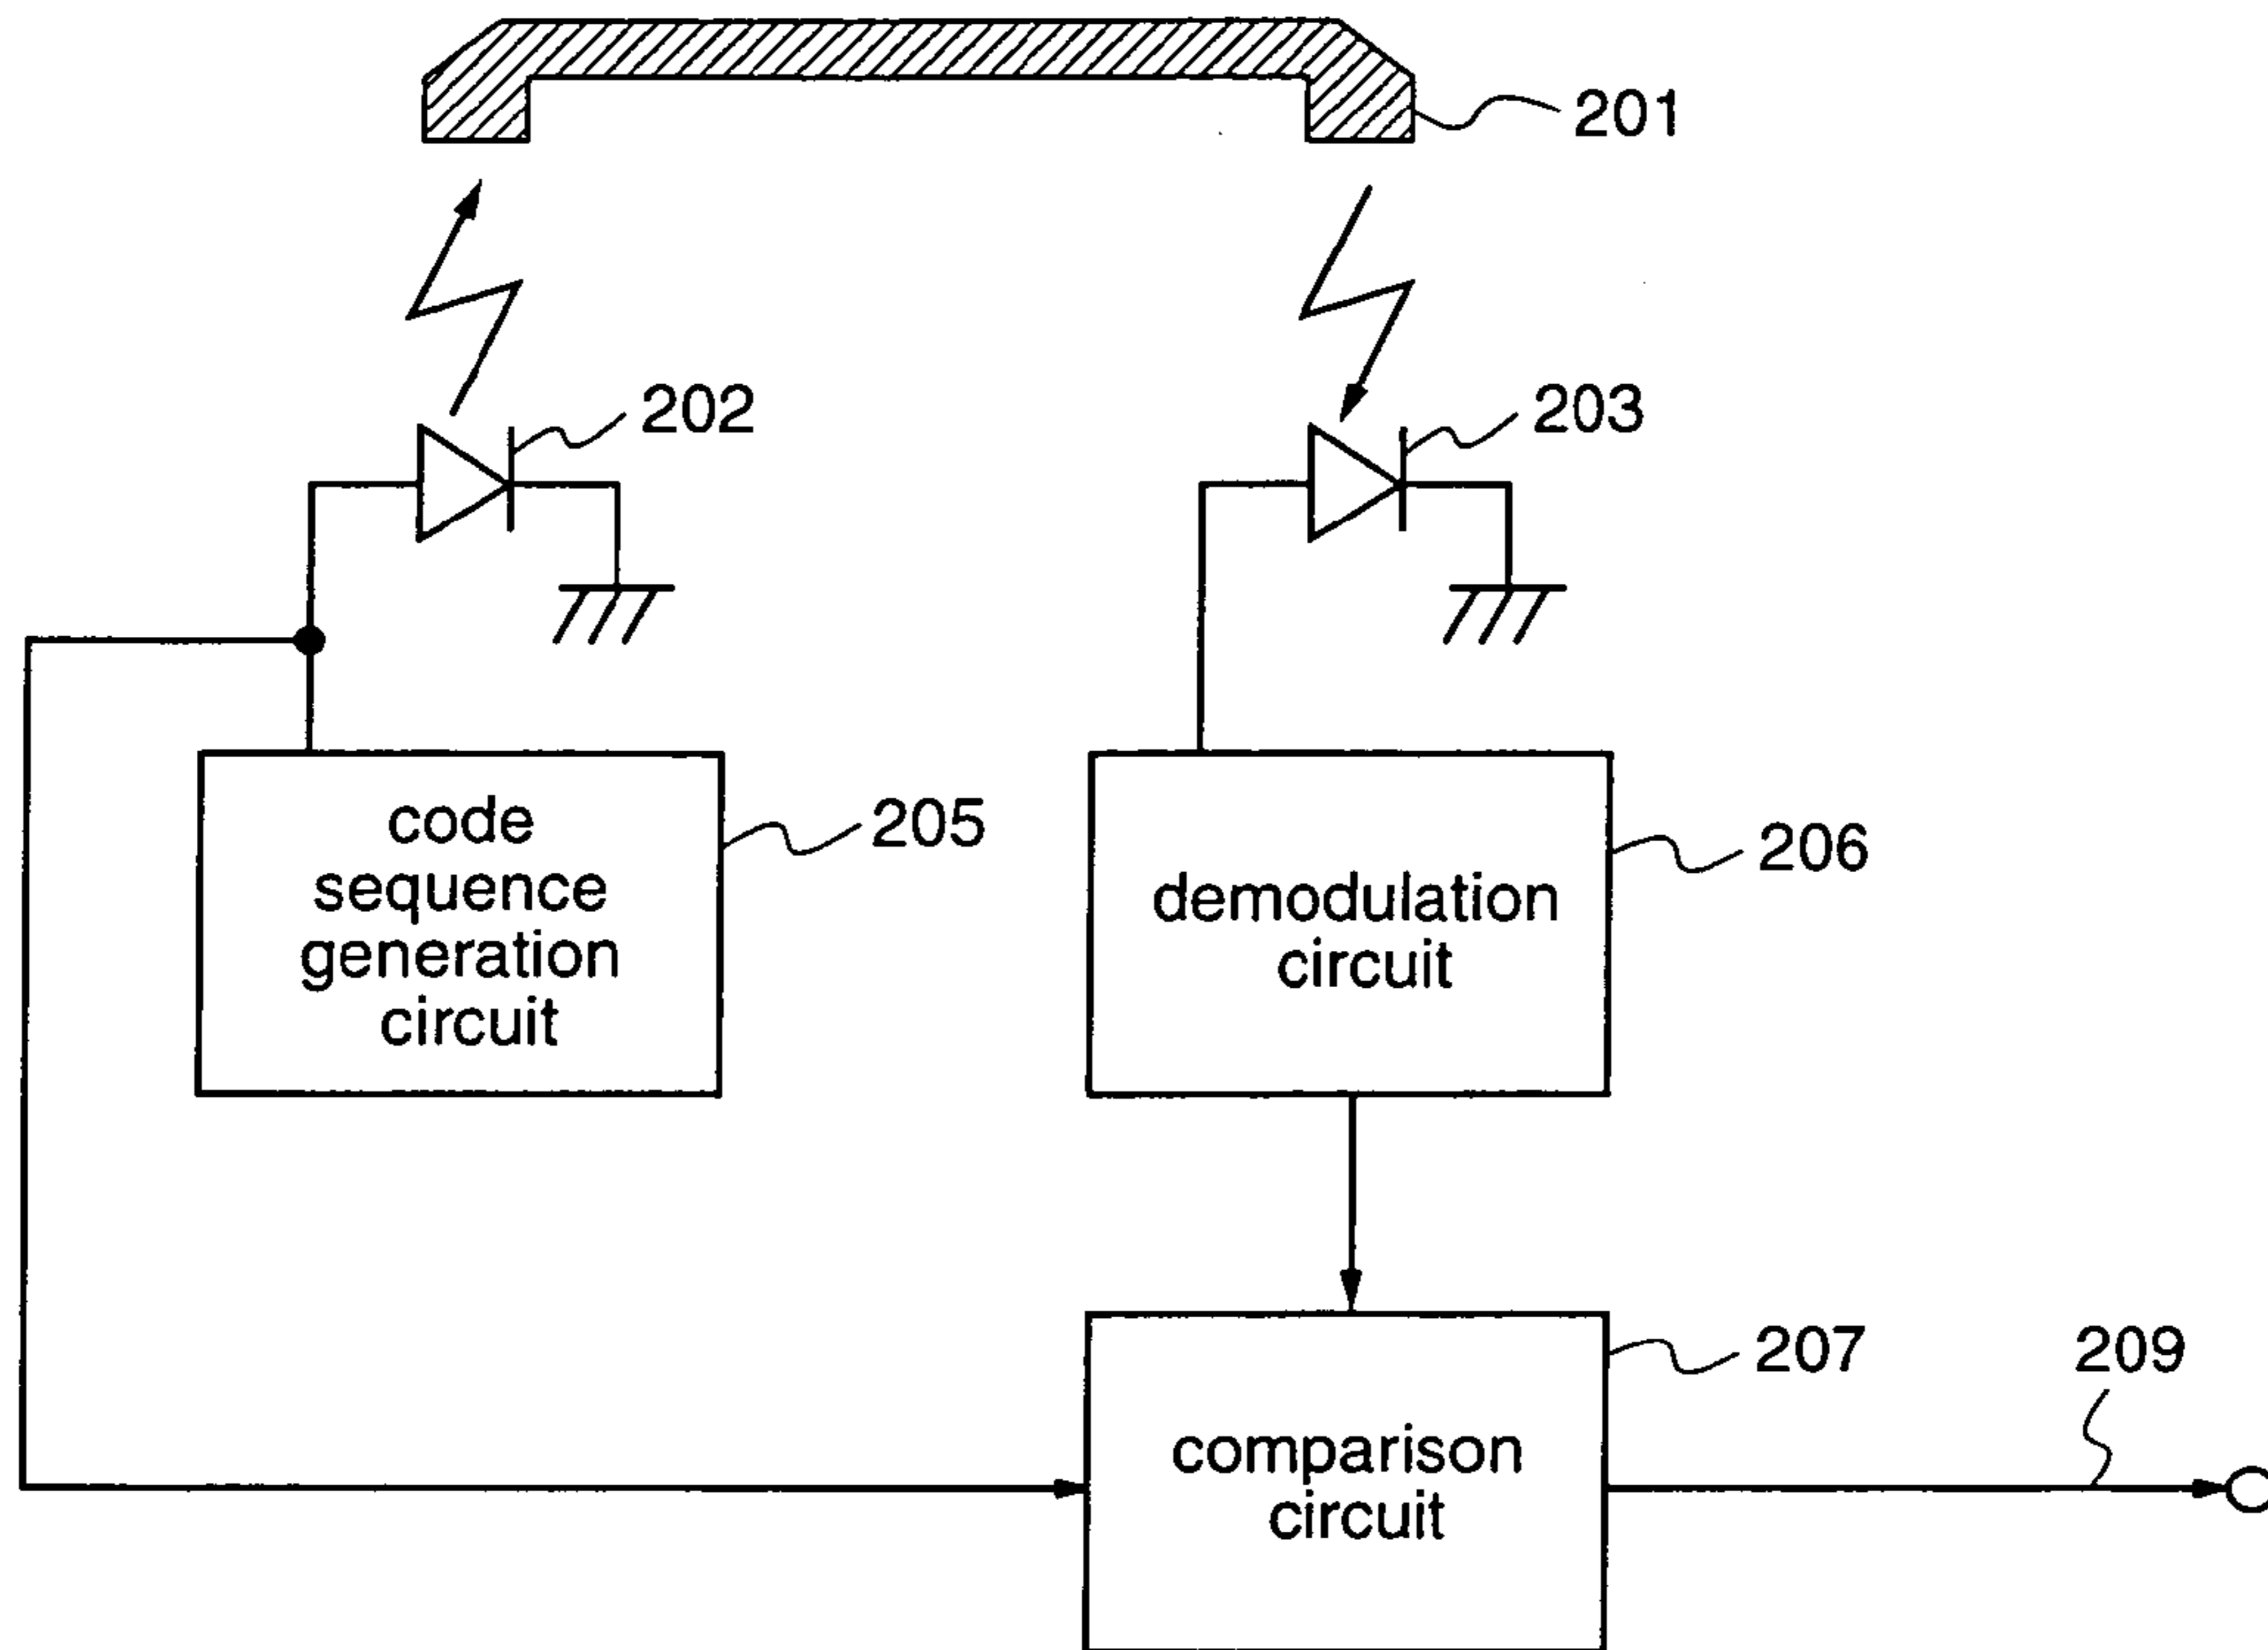 201
202
203
code
sequence
generation
circuit
205
demodulation
circuit
206
207
209
comparison
circuit